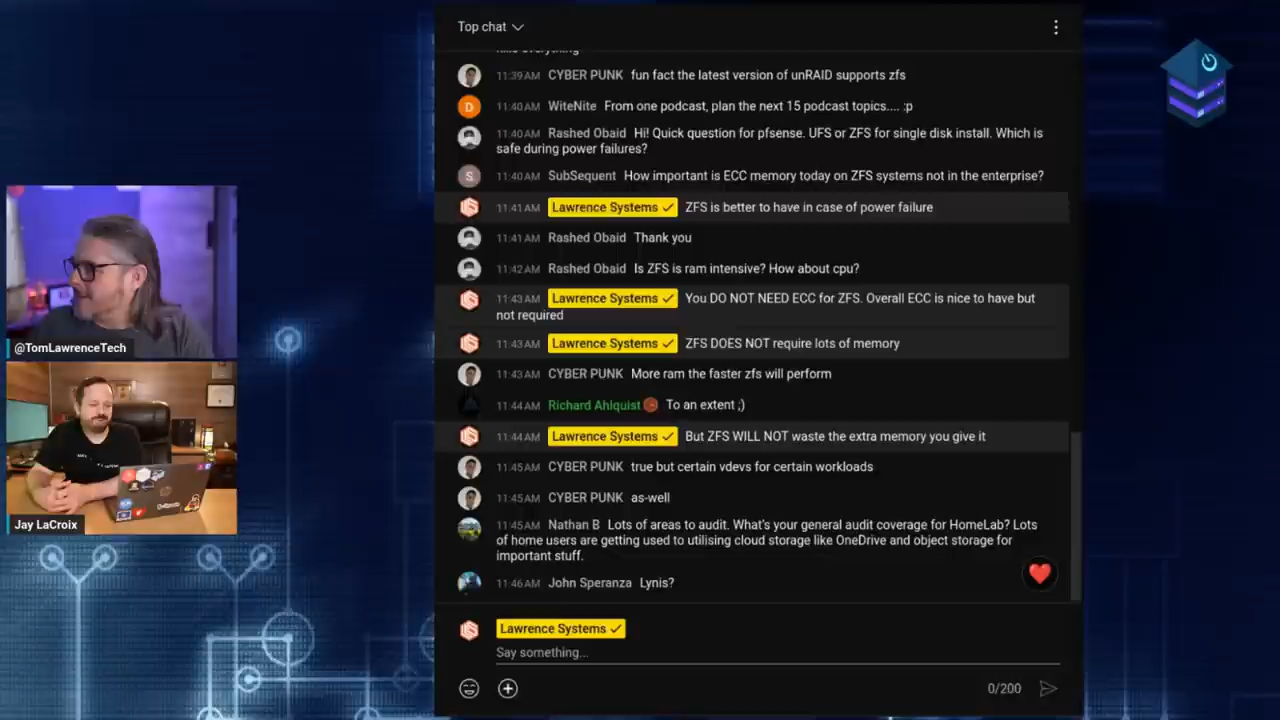 Top chat
11:39 AM CYBER PUNK fun fact the latest version of unRAID supports zfs
D 11:40 AM WiteNite From one podcast, plan the next 15 podcast topics.... :p
11:40 AM Rashed Obaid Hi! Quick question for pfsense. UFS or ZFS for single disk install. Which is
safe during power failures?
S 11:40 AM SubSequent How important is ECC memory today on ZFS systems not in the enterprise?
11:41 AM Lawrence Systems ZFS is better to have in case of power failure
11:41 AM Rashed Obaid Thank you
11:42 AM Rashed Obaid Is ZFS is ram intensive? How about cpu?
11:43 AM Lawrence Systems You DO NOT NEED ECC for ZFS. Overall ECC is nice to have but
not required
11:43 AM Lawrence Systems ZFS DOES NOT require lots of memory
11:43 AM CYBER PUNK More ram the faster zfs will perform
11:44 AM Richard Ahlquist To an extent ;)
11:44 AM Lawrence Systems But ZFS WILL NOT waste the extra memory you give it
11:45 AM CYBER PUNK true but certain vdevs for certain workloads
11:45 AM CYBER PUNK as-well
11:45 AM Nathan B Lots of areas to audit. What's your general audit coverage for HomeLab? Lots
of home users are getting used to utilising cloud storage like OneDrive and object storage for
important stuff.
11:46 AM John Speranza Lynis?
Lawrence Systems
Say something...
0/200
@TomLawrenceTech
Jay LaCroix